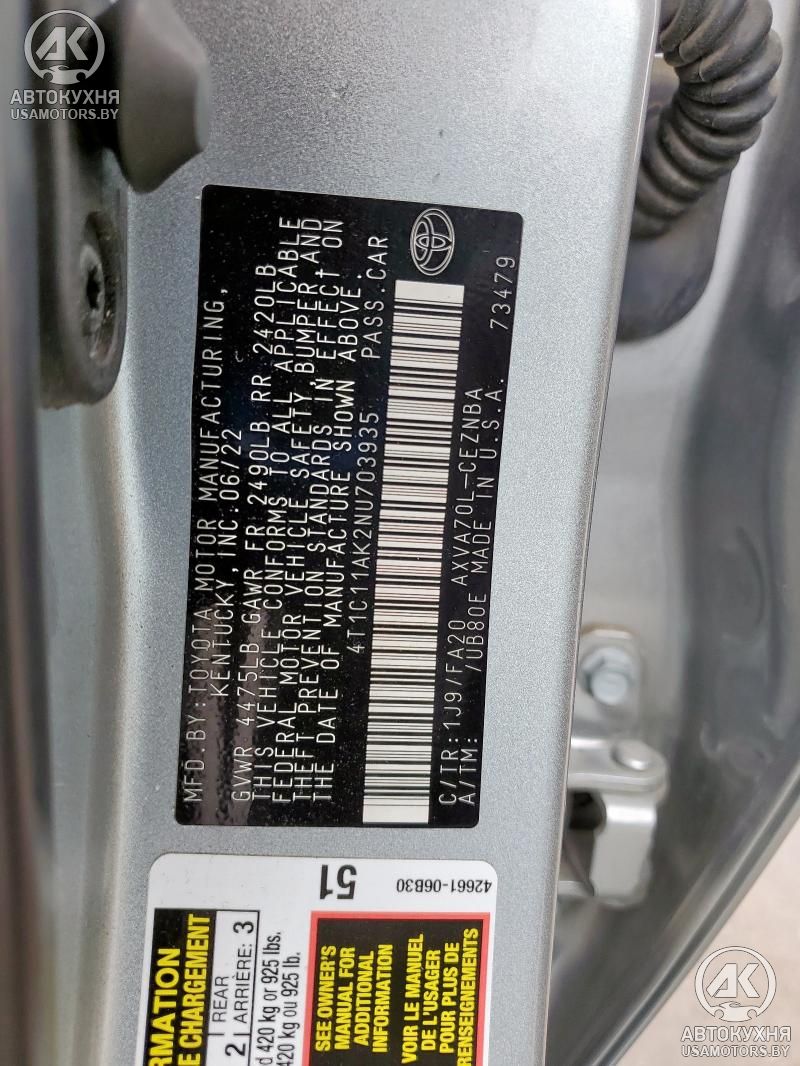 AK
АВТОКУХНЯ
USAMOTORS.BY
MFD.BY:TOYOTA MOTOR MANUFACTURING,
KENTUCKY, INC.06/22
GVWR 4475LB GAWR FR 2490LB RR 2420LB
THIS VEHICLE CONFORMS TO ALL APPLICABLE
FEDERAL MOTOR VEHICLE SAFETY, BUMPER,AND
THEFT PREVENTION STANDARDS IN EFFECT ON
THE DATE OF MANUFACTURE SHOWN ABOVE.
4T1C11AK2NU703935 PASS.CAR
C/TR:1J97/FA20 AXVA70L-CEZNBA
A/TM: /UB80E MADE IN U.S.A. 73479
51
42661-06B30
2 REAR
ARRIÈRE: 3
d 420 kg or 925 lbs.
420 kg ou 925 lb.
SEE OWNER'S
MANUAL FOR
ADDITIONAL
INFORMATION
VOIR LE MANUEL
DE L'USAGER
POUR PLUS DE
AK
АВТОКУХНЯ
USAMOTORS.BY